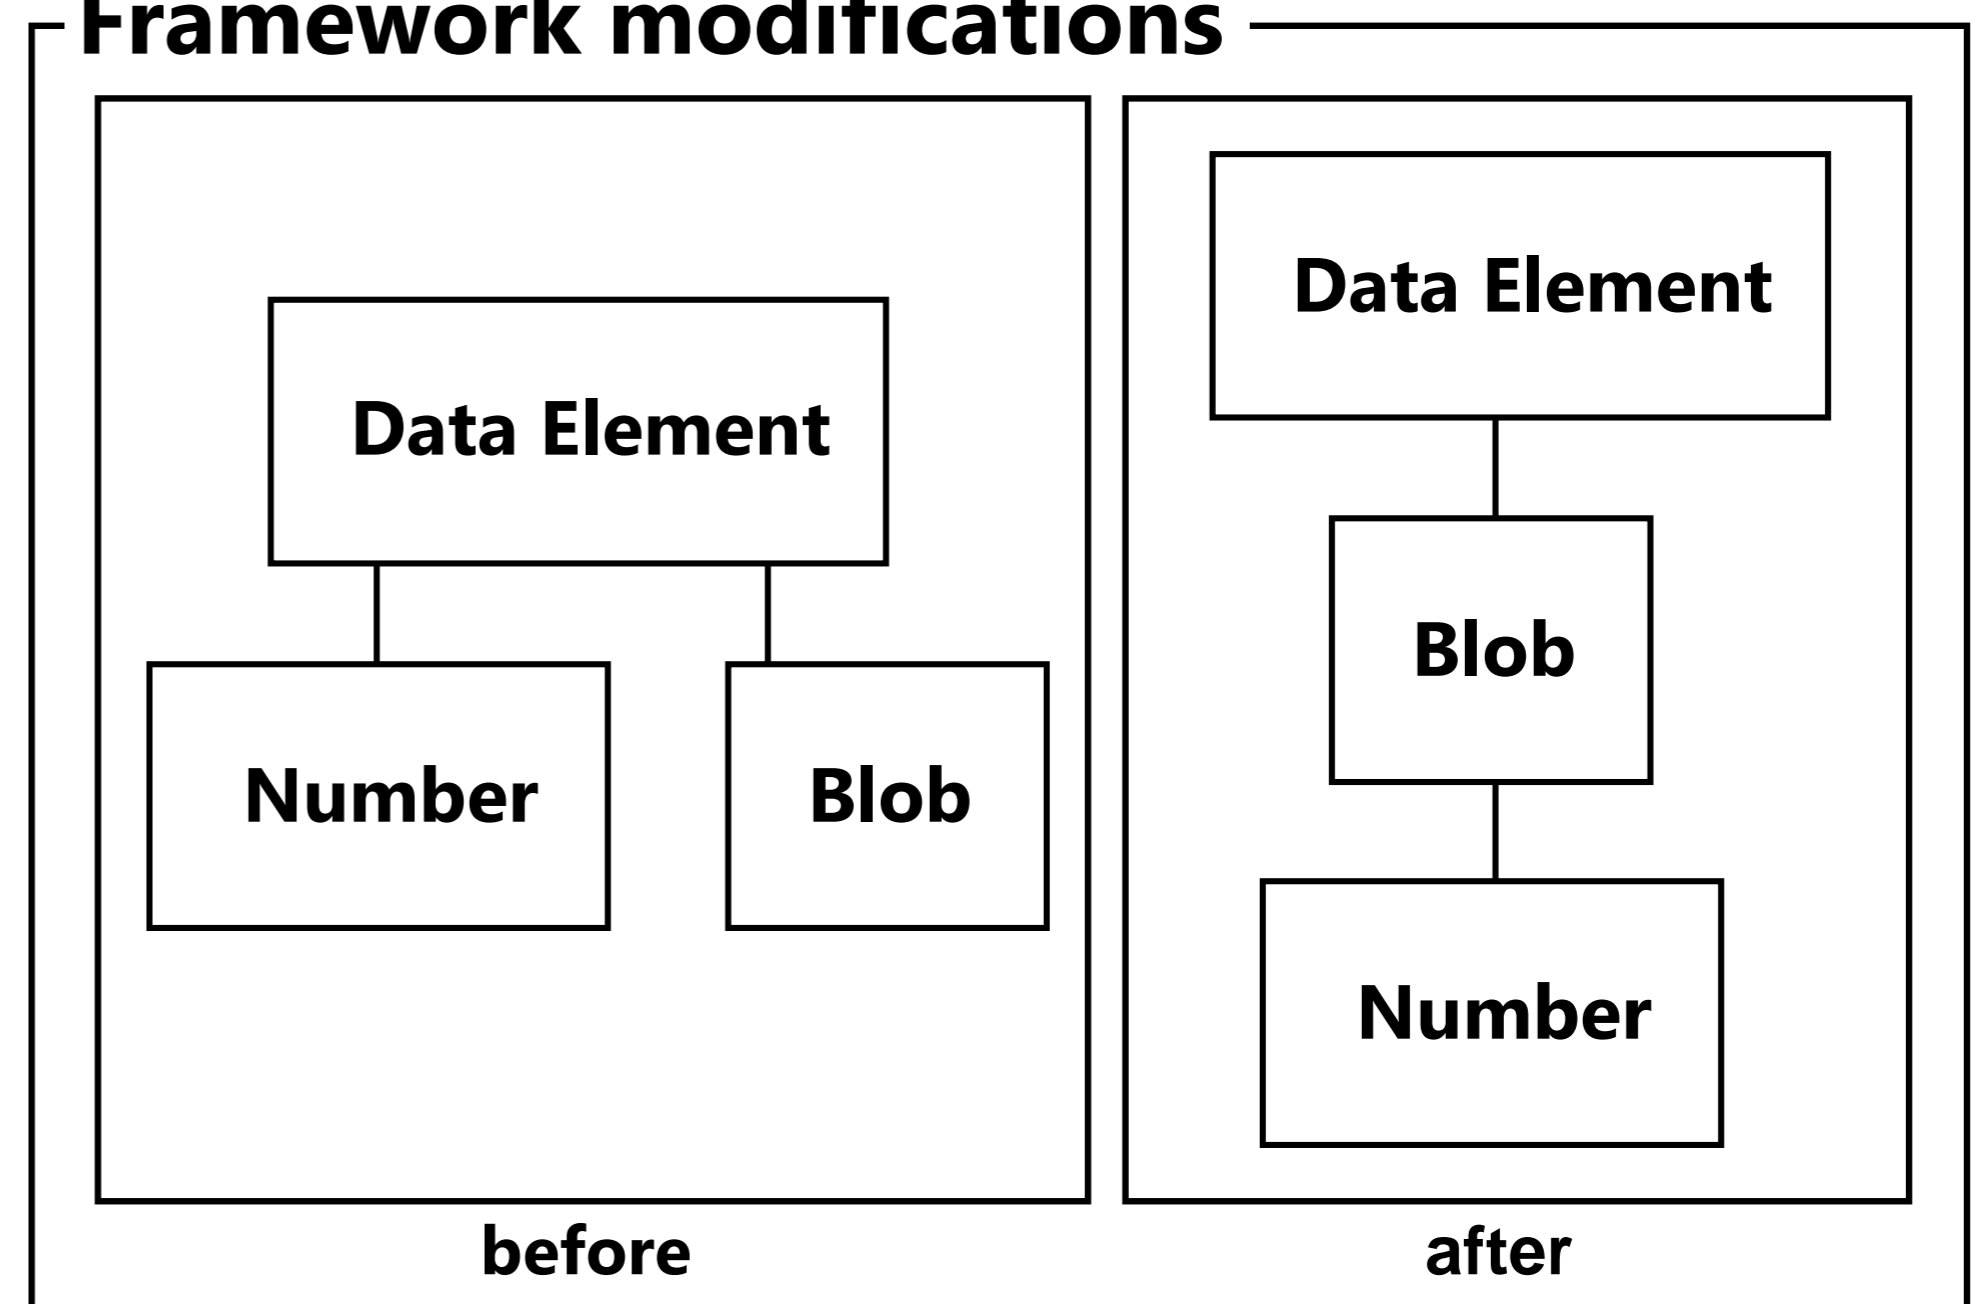 Framework modifications
Data Element
Number
Blob
before
Data Element
Blob
Number
after